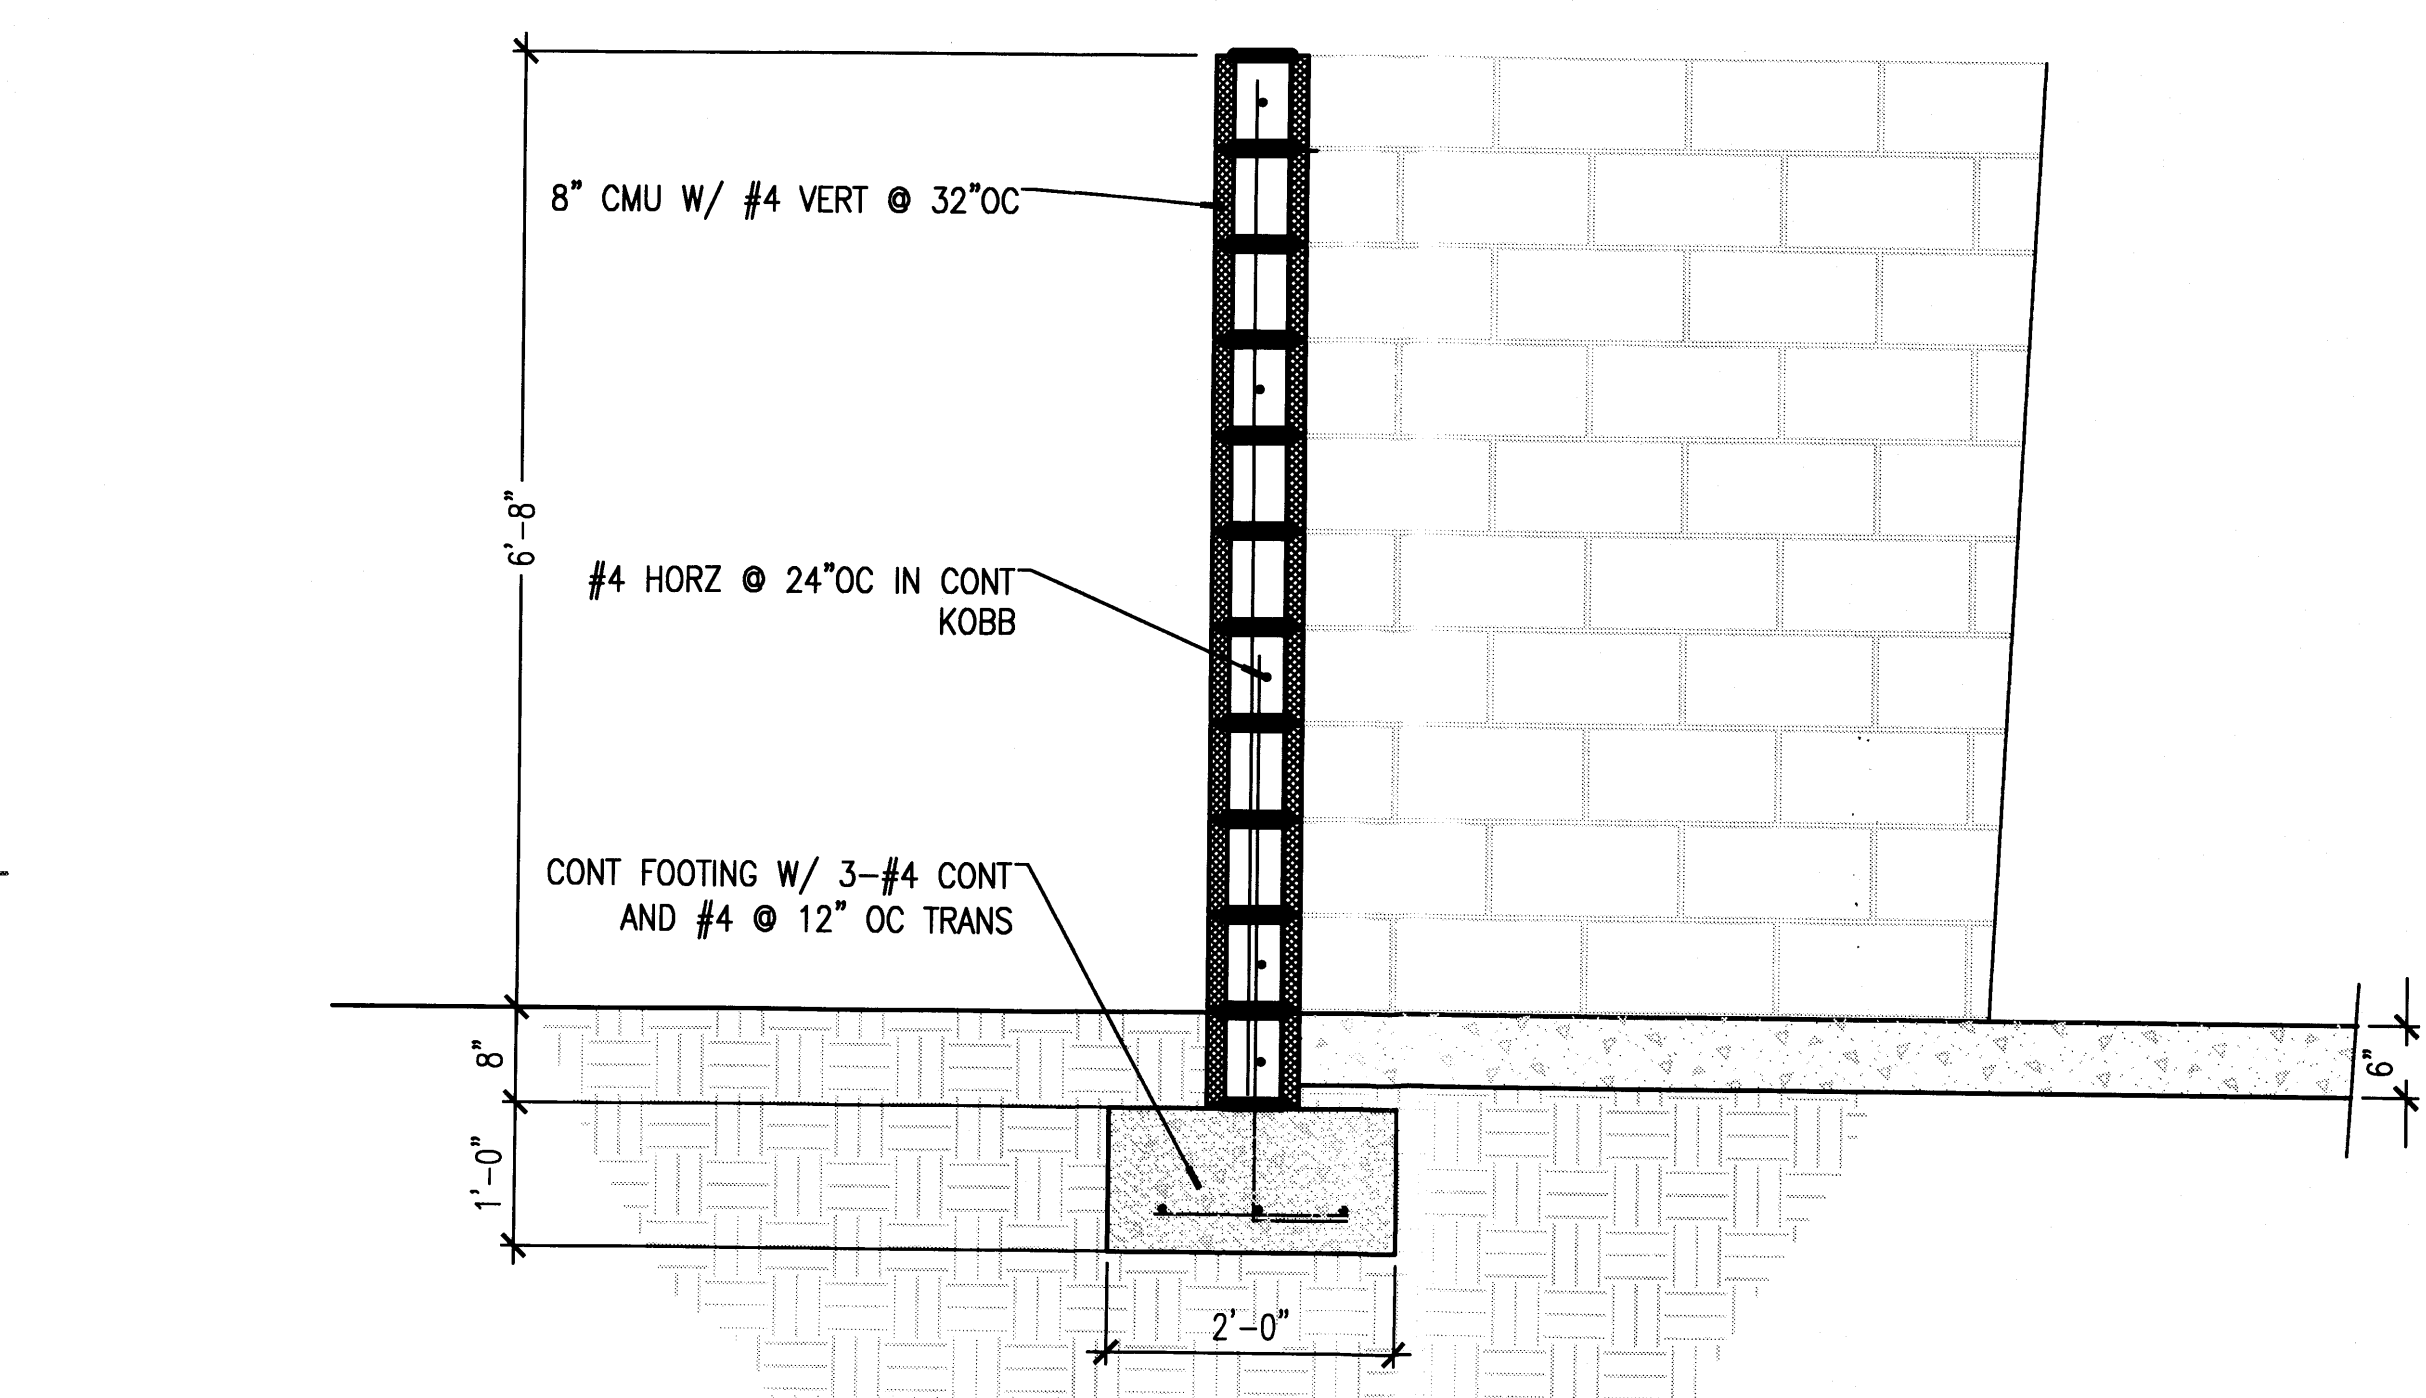 8" CMU W/ #4 VERT @ 32"OC
6'-8"
#4 HORZ @ 24"OC IN CONT
KOBB
CONT FOOTING W/ 3-#4 CONT
AND #4 @ 12" OC TRANS
8"
6"
1'-0"
2'-0"